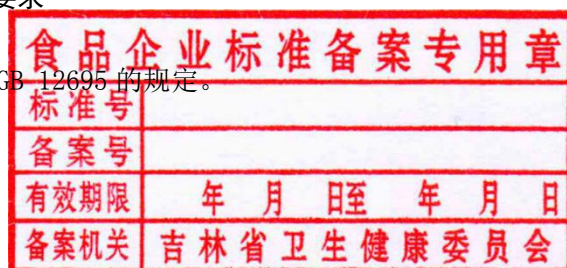 要求
食品企业标准备案专用章
GB 12695 的规定。
标准号
备案号
有效期限 年 月 日至 年 月 日
备案机关 吉林省卫生健康委员会